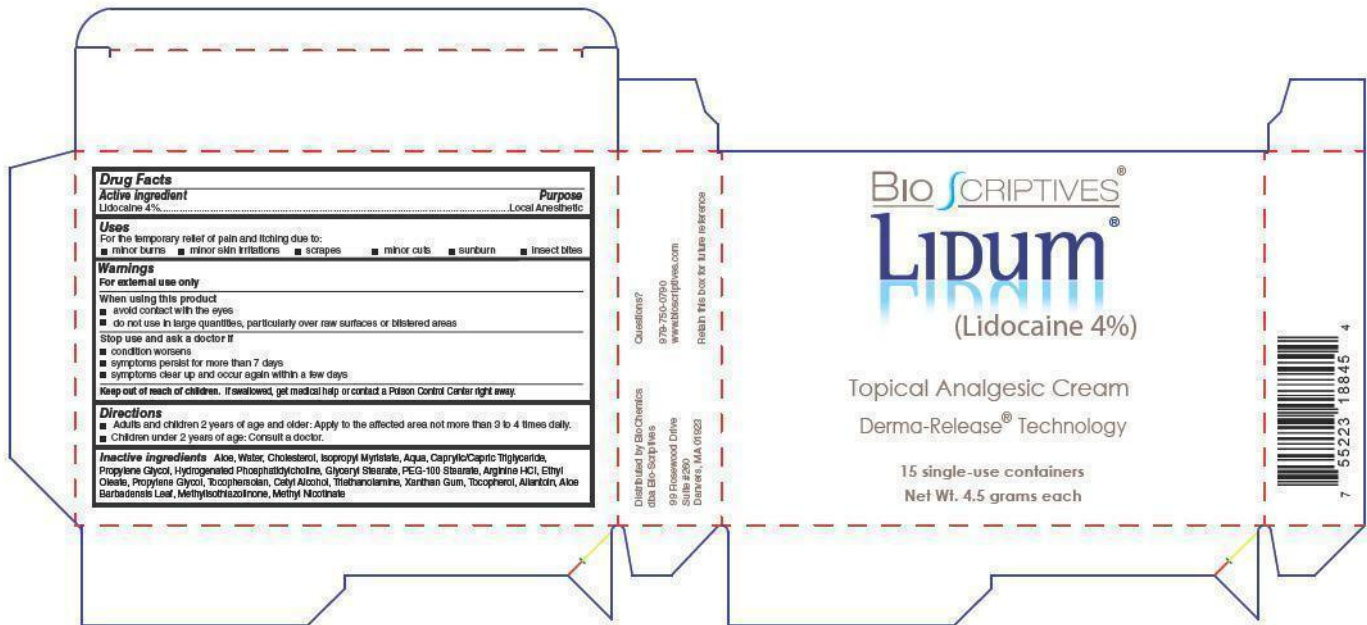 Drug Facts
Active ingredient Purpose
Lidocaine 4%.....Local Anesthetic
Uses
For the temporary relief of pain and itching due to:
■ minor burns ■ minor skin irritations ■ scrapes ■ minor cuts ■ sunburn ■ insect bites
Warnings
For external use only
When using this product
■ avoid contact with the eyes
■ do not use in large quantities, particularly over raw surfaces or blistered areas
Stop use and ask a doctor if
■ condition worsens
■ symptoms persist for more than 7 days
■ symptoms clear up and occur again within a few days
Keep out of reach of children. If swallowed, get medical help or contact a Poison Control Center right away.
Directions
■ Adults and children 2 years of age and older: Apply to the affected area not more than 3 to 4 times daily.
■ Children under 2 years of age: Consult a doctor.
Inactive ingredients Aloe, Water, Cholesterol, Isopropyl Myristate, Aqua, Caprylic/Capric Triglyceride,
Propylene Glycol, Hydrogenated Phosphatidylcholine, Glyceryl Stearate, PEG-100 Stearate, Arginine HCl, Ethyl
Oleate, Propylene Glycol, Tocophersolan, Cetyl Alcohol, Triethanolamine, Xanthan Gum, Tocopherol, Allantoin, Aloe
Barbadensis Leaf, Methylisothiazolinone, Methyl Nicotinate
Distributed by BioChemics
dba Bio-Scriptives
99 Rosewood Drive
Suite #260
Danvers, MA 01923
Questions?
978-750-0790
www.bioscriptives.com
Retain this box for future reference
BIO SCRIPTIVES®
LIDUM®
(Lidocaine 4%)
Topical Analgesic Cream
Derma-Release® Technology
15 single-use containers
Net Wt. 4.5 grams each
7 55223 18845 4